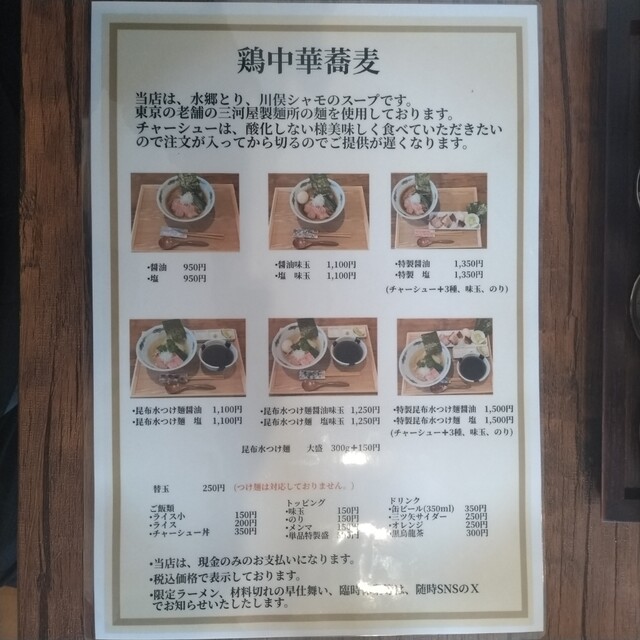 鶏中華蕎麦
当店は、水郷とり、川俣シャモのスープです。
東京の老舗の三河屋製麺所の麺を使用しております。
チャーシューは、酸化しない様美味しく食べていただきたい
ので注文が入ってから切るのでご提供が遅くなります。
・醤油 950円
・塩 950円
・醤油味玉 1,100円
・塩 味玉 1,100円
・特製醤油 1,350円
・特製 塩 1,350円
(チャーシュー+3種、味玉、のり)
・昆布水つけ麺醤油 1,100円
・昆布水つけ麺 塩 1,100円
・昆布水つけ麺醤油味玉 1,250円
・昆布水つけ麺 塩味玉 1,250円
・特製昆布水つけ麺醤油 1,500円
・特製昆布水つけ麺 塩 1,500円
(チャーシュー+3種、味玉、のり)
昆布水つけ麺 大盛 300g+150円
替玉 250円 (つけ麺は対応しておりません。)
ご飯類
・ライス小 150円
・ライス 200円
・チャーシュー丼 350円
トッピング
・味玉 150円
・のり 150円
・メンマ 150円
・単品特製盛
ドリンク
・缶ビール(350ml) 350円
・三ツ矢サイダー 250円
・オレンジ 250円
・黒烏龍茶 300円
・当店は、現金のみのお支払いになります。
・税込価格で表示しております。
・限定ラーメン、材料切れの早仕舞い、臨時は、随時SNSのX
でお知らせいたしたします。